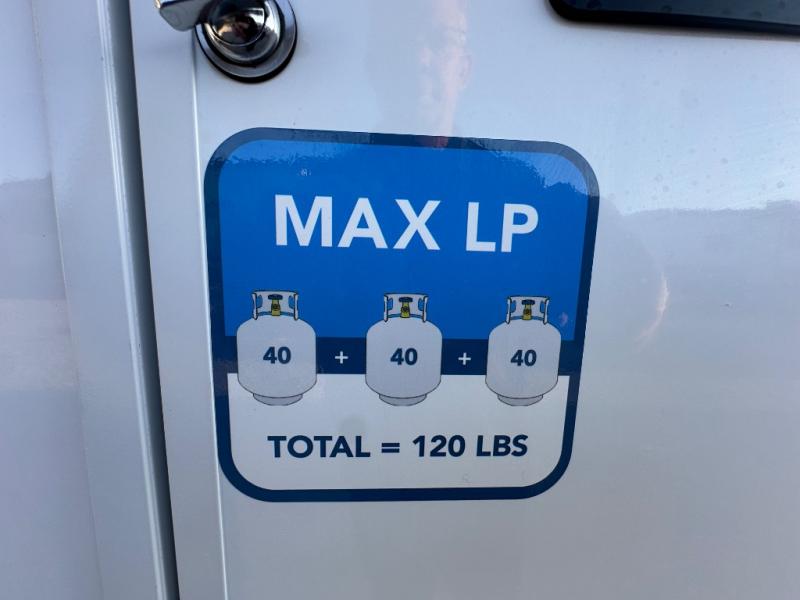 MAX LP
40 + 40 + 40
TOTAL = 120 LBS